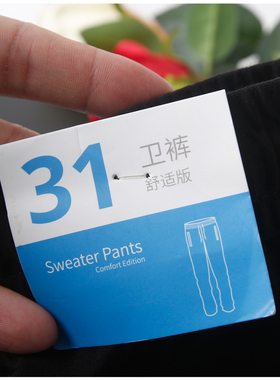 31
卫裤
舒适版
Sweater Pants
Comfort Edition